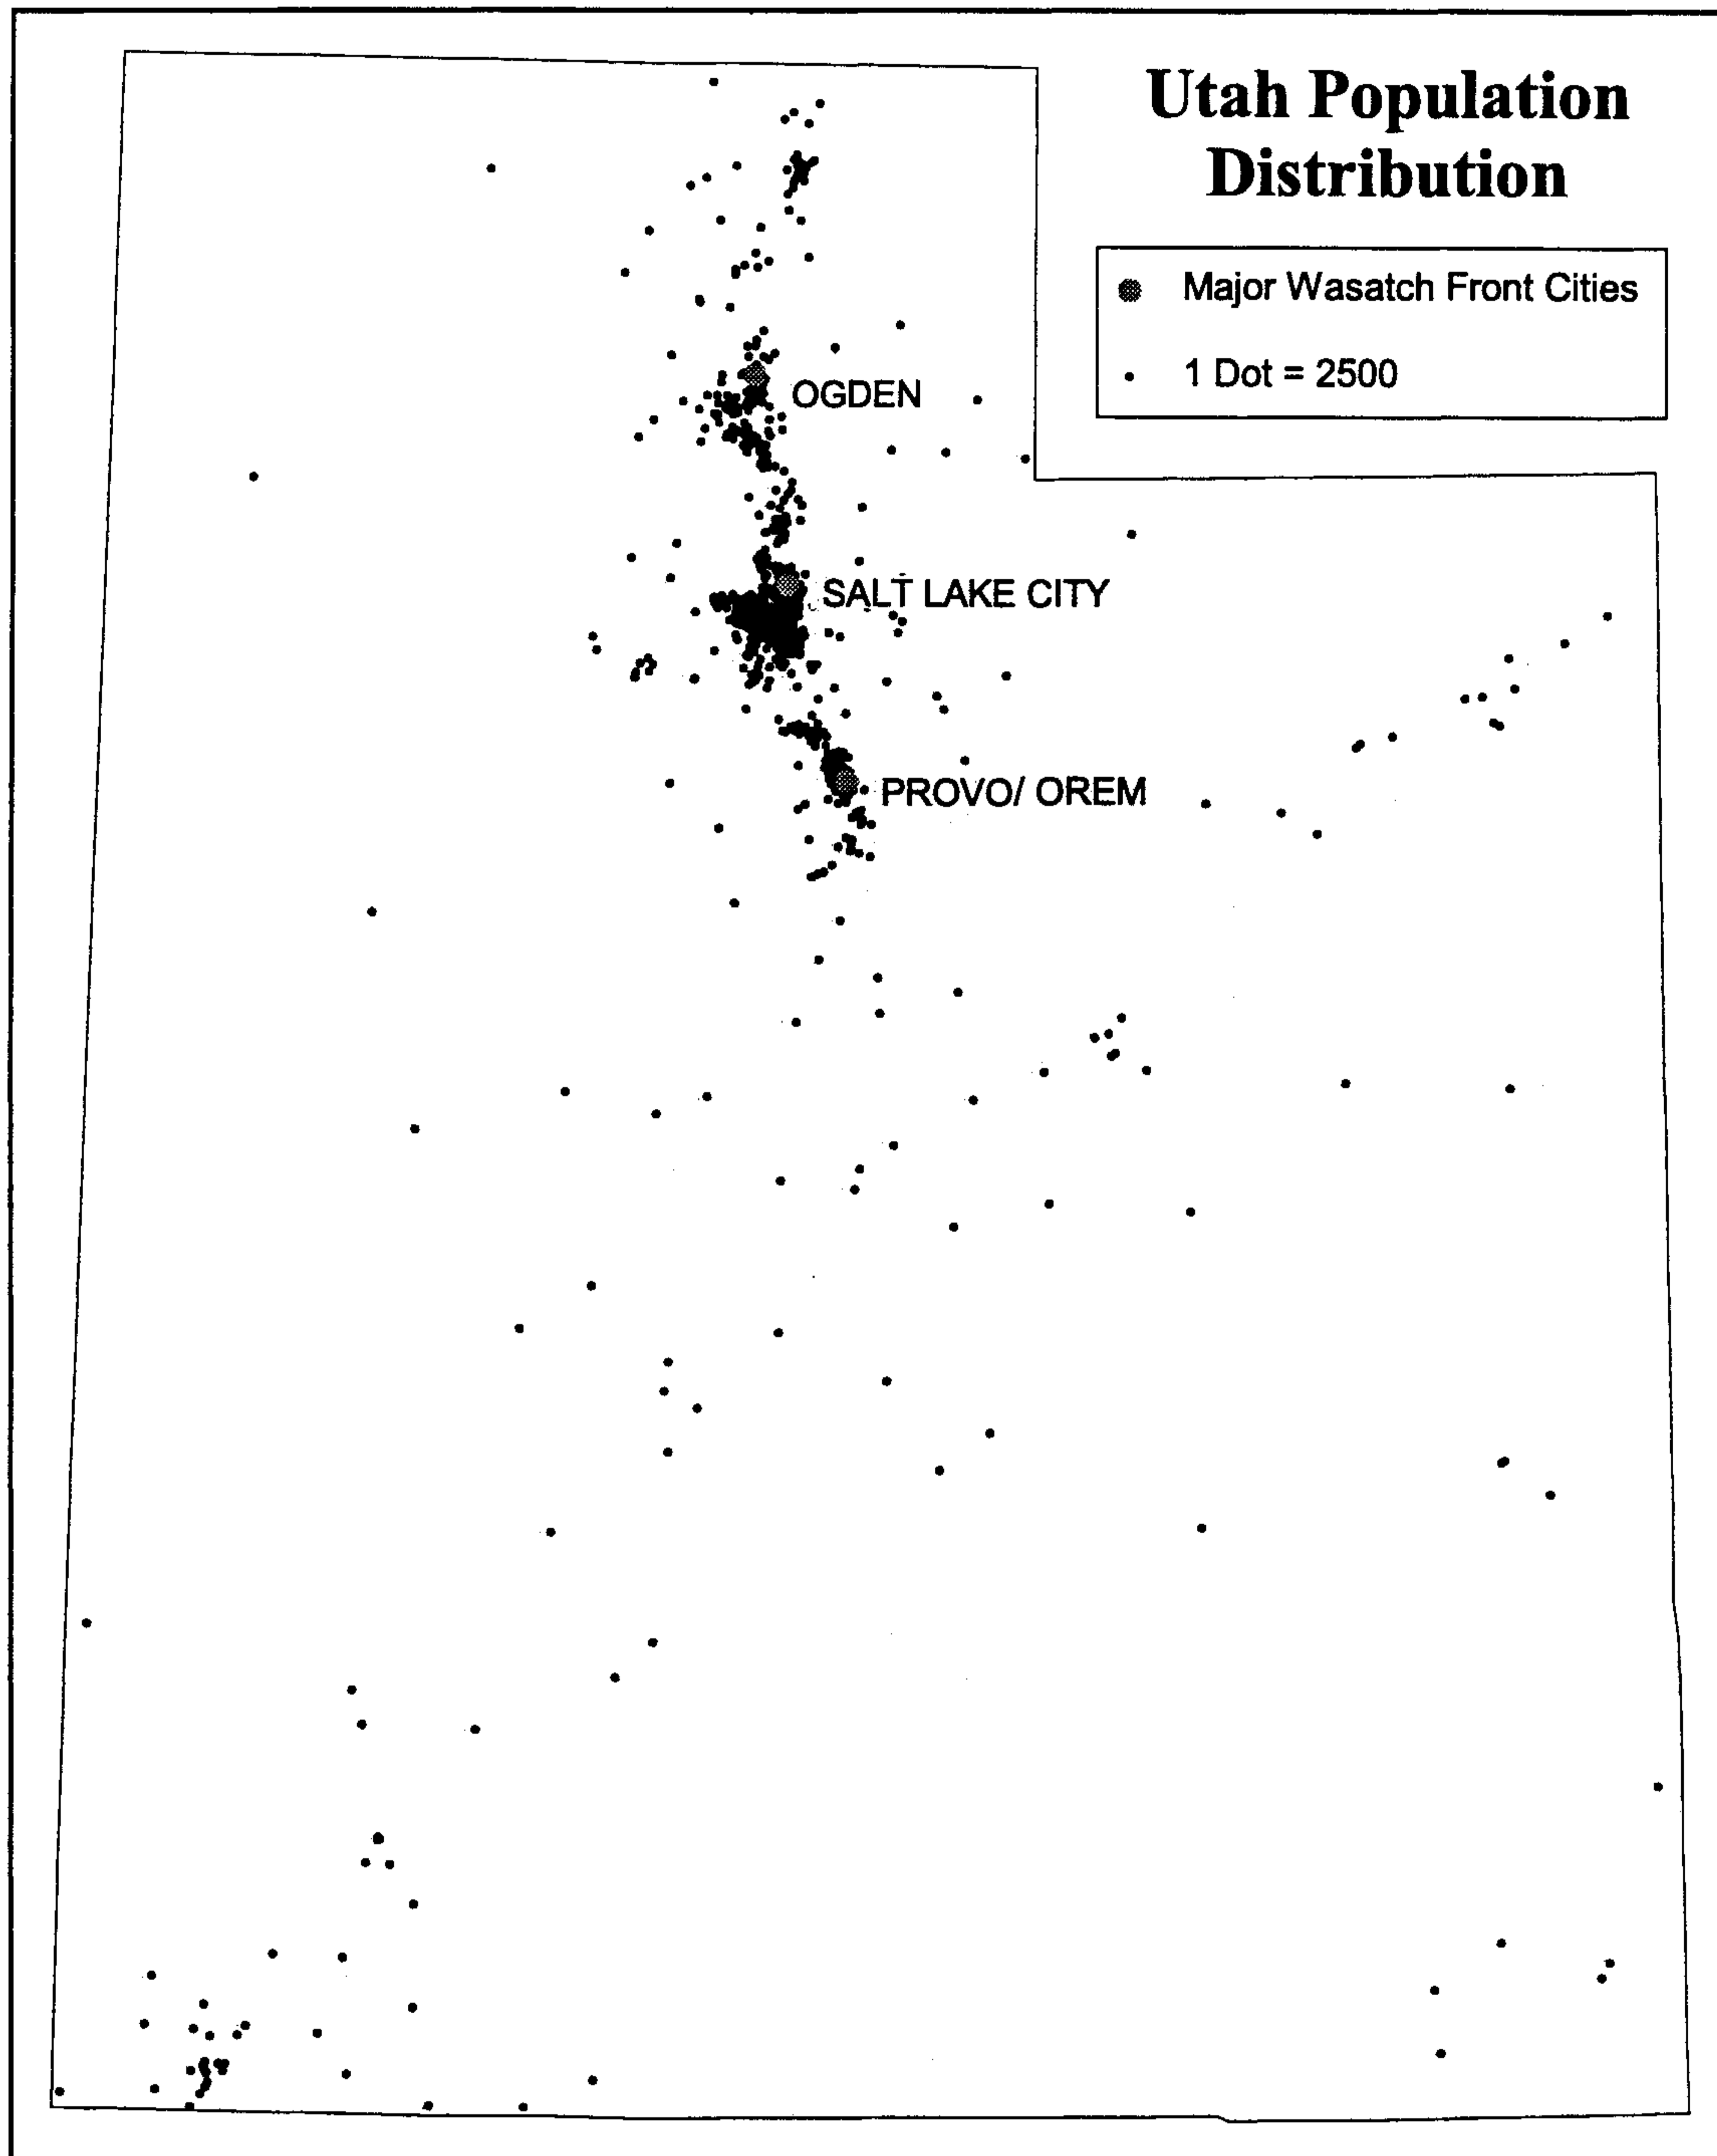 Utah Population
Distribution
Major Wasatch Front Cities
1 Dot = 2500
OGDEN
SALT LAKE CITY
PROVO/ OREM